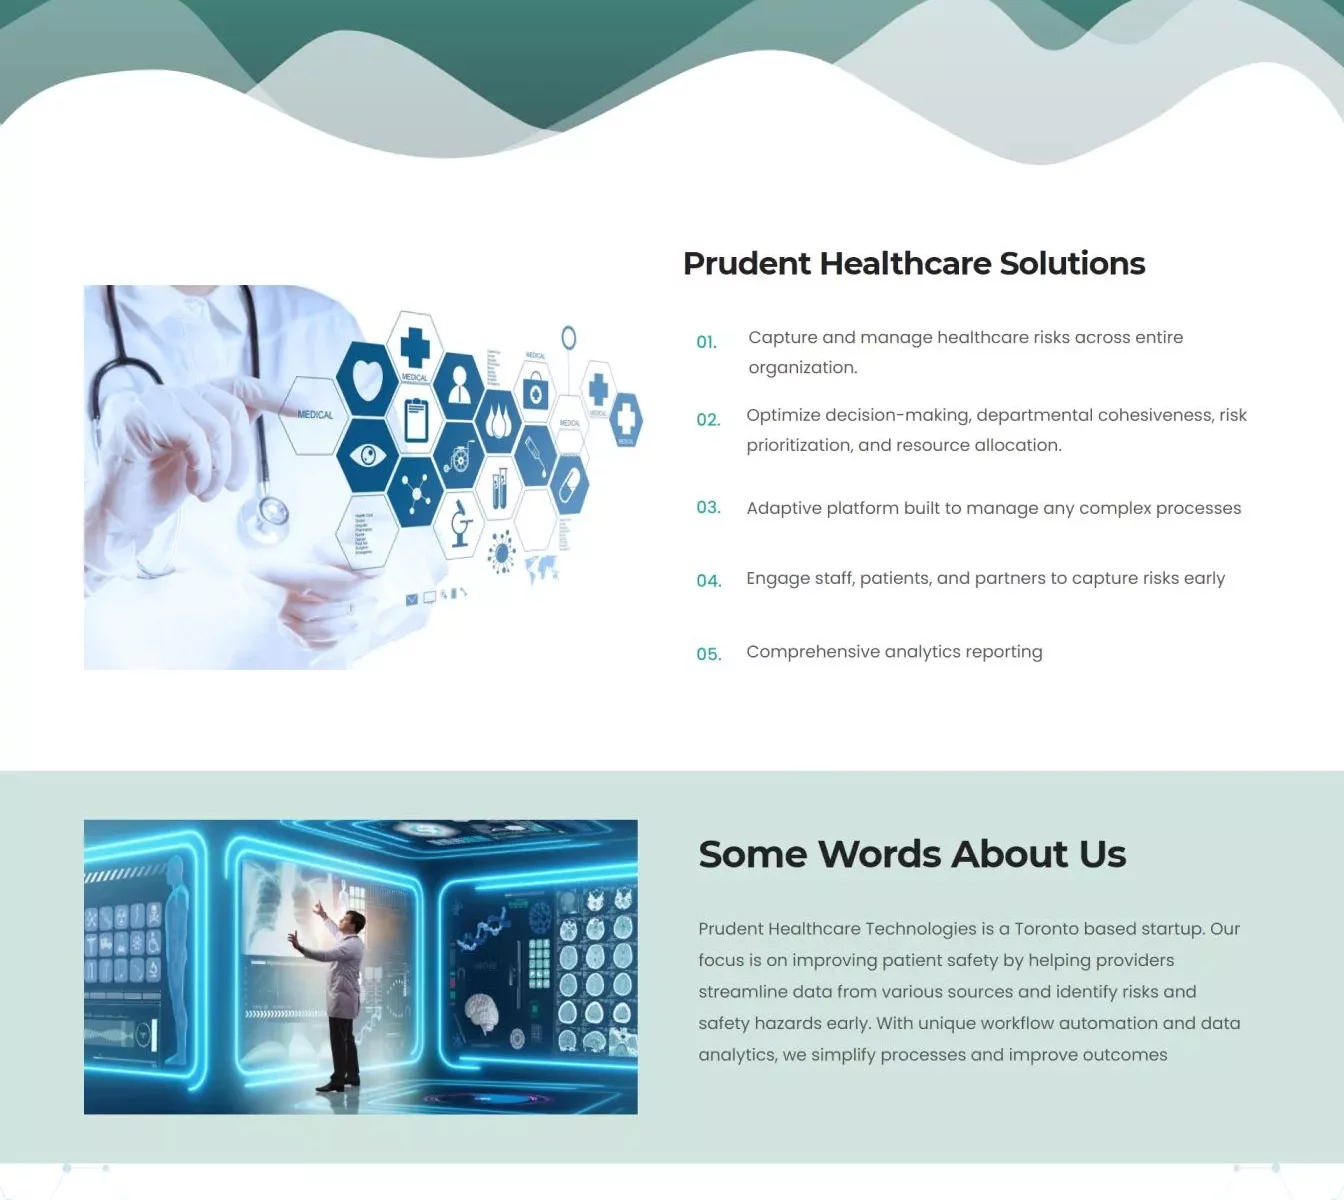 Prudent Healthcare Solutions
01.
Capture and manage healthcare risks across entire
organization.
02.
Optimize decision-making, departmental cohesiveness, risk
prioritization, and resource allocation.
03.
Adaptive platform built to manage any complex processes
04.
Engage staff, patients, and partners to capture risks early
05.
Comprehensive analytics reporting
MEDICAL
MEDICAL
MEDICAL
MEDICAL
MEDICAL
MEDICAL
Some Words About Us
Prudent Healthcare Technologies is a Toronto based startup. Our
focus is on improving patient safety by helping providers
streamline data from various sources and identify risks and
safety hazards early. With unique workflow automation and data
analytics, we simplify processes and improve outcomes